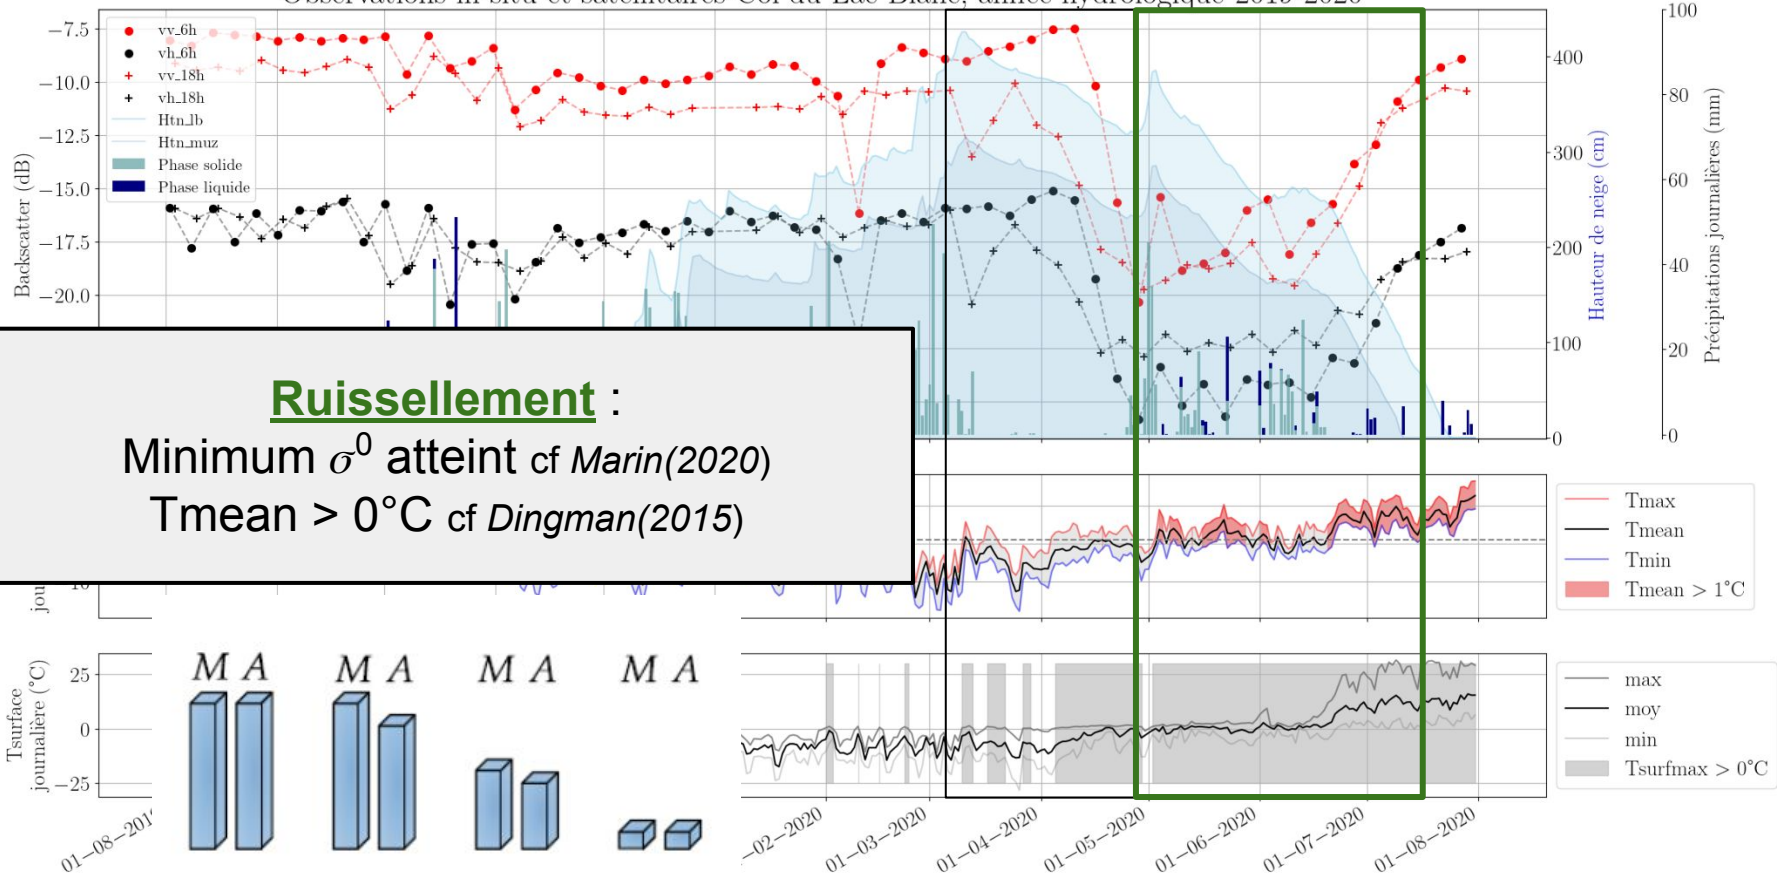 Observations in situ et satellitaires Col du Lac Blanc, année hydrologique 2019-2020
−7.5
−10.0
−12.5
−15.0
−17.5
−20.0
Backscatter (dB)
vv_6h
vh_6h
vv_18h
vh_18h
Htn_lb
Htn_muz
Phase solide
Phase liquide
400
300
200
100
0
Hauteur de neige (cm)
100
80
60
40
20
0
Précipitations journalières (mm)
Ruissellement :
Minimum σ⁰ atteint cf Marin(2020)
Tmean > 0°C cf Dingman(2015)
Tmax
Tmean
Tmin
Tmean > 1°C
Tsurface
journalière (°C)
25
0
−25
M A M A M A M A
max
moy
min
Tsurfmax > 0°C
01−03−2020
01−04−2020
01−05−2020
01−06−2020
01−07−2020
01−08−2020